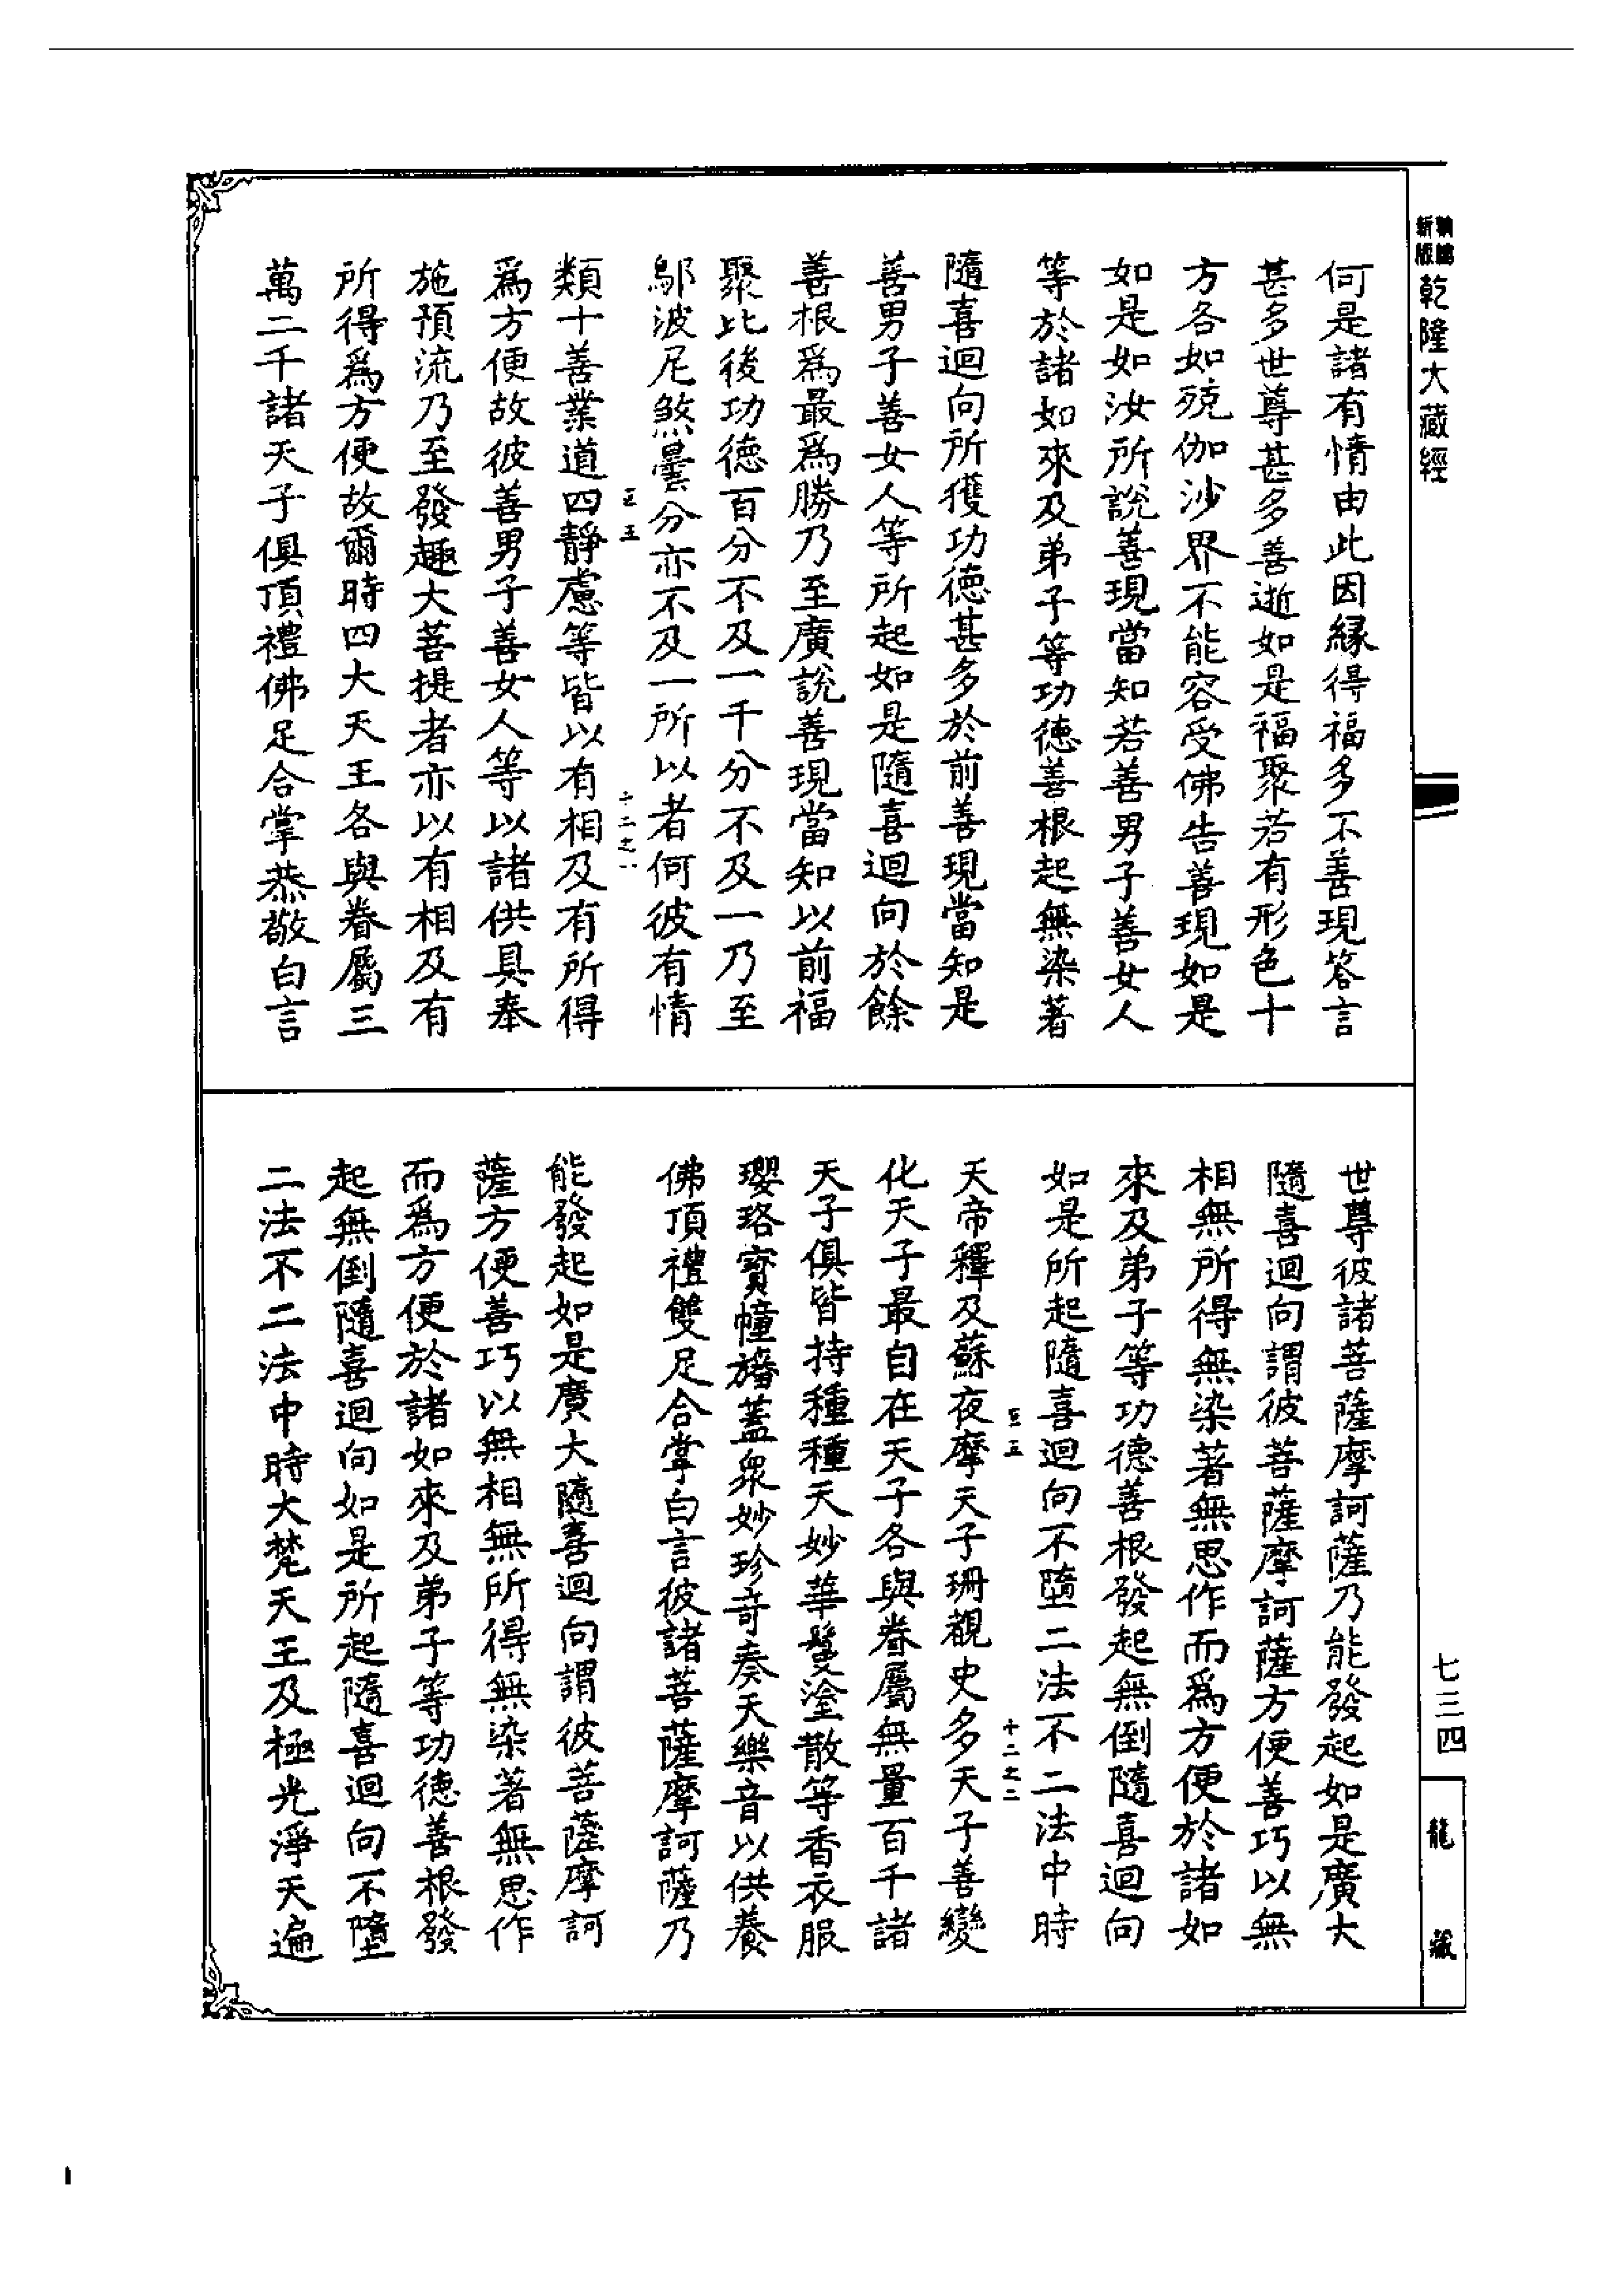 新編
新版
乾隆大藏經
何是諸有情由此因緣得福多不善現答言
甚多世尊甚多善逝如是福聚若有形色十
方各如殑伽沙界不能容受佛告善現如是
如是如汝所說善現當知若善男子善女人
等於諸如來及弟子等功德善根起無染著
隨喜迴向所獲功德甚多於前善現當知是
善男子善女人等所起如是隨喜迴向於餘
善根為最為勝乃至廣說善現當知以前福
聚比後功德百分不及一千分不及一乃至
鄔波尼煞曇分亦不及一所以者何彼有情
十二之八
類十善業道四靜慮等皆以有相及有所得
為方便故彼善男子善女人等以諸供具奉
施預流乃至發趣大菩提者亦以有相及有
所得為方便故爾時四大天王各與眷屬三
萬二千諸天子俱頂禮佛足合掌恭敬白言
世尊彼諸菩薩摩訶薩乃能發起如是廣大
隨喜迴向謂彼菩薩摩訶薩方便善巧以無
相無所得無染著無思作而為方便於諸如
來及弟子等功德善根發起無倒隨喜迴向
如是所起隨喜迴向不墮二法不二法中時
十二之二
天帝釋及蘇夜摩天子珊覩史多天子善變
化天子最自在天子各與眷屬無量百千諸
天子俱皆持種種天妙華鬘塗散等香衣服
瓔珞寶幢旛蓋眾妙珍奇奏天樂音以供養
佛頂禮雙足合掌白言彼諸菩薩摩訶薩乃
能發起如是廣大隨喜迴向謂彼菩薩摩訶
薩方便善巧以無相無所得無染著無思作
而為方便於諸如來及弟子等功德善根發
起無倒隨喜迴向如是所起隨喜迴向不墮
二法不二法中時大梵天王及極光淨天遍
七三四
龍藏